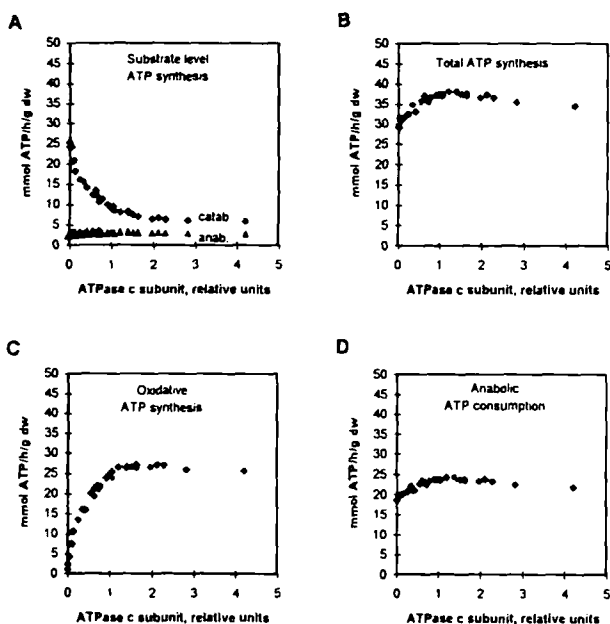 A
Substrate level
ATP synthesis
mmol ATP/h/g dw
50
45
40
35
30
25
20
15
10
5
0
catab.
anab.
0 1 2 3 4 5
ATPase c subunit, relative units
B
Total ATP synthesis
mmol ATP/h/g dw
50
45
40
35
30
25
20
15
10
5
0
0 1 2 3 4 5
ATPase c subunit, relative units
C
Oxidative
ATP synthesis
mmol ATP/h/g dw
50
45
40
35
30
25
20
15
10
5
0
0 1 2 3 4 5
ATPase c subunit, relative units
D
Anabolic
ATP consumption
mmol ATP/h/g dw
50
45
40
35
30
25
20
15
10
5
0
0 1 2 3 4 5
ATPase c subunit, relative units